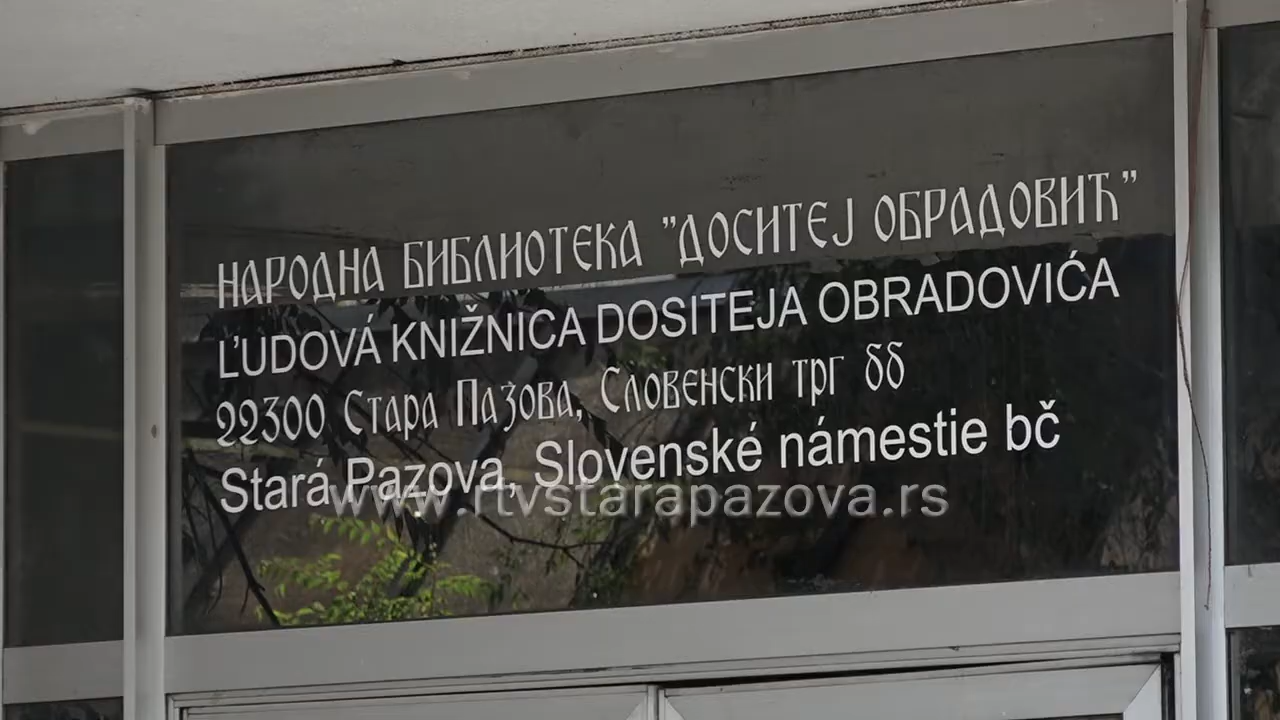 НАРОДНА БИБЛИОТЕКА "ДОСИТЕЈ ОБРАДОВИЋ"
ĽUDOVÁ KNIŽNICA DOSITEJA OBRADOVIĆA
22300 Стара Пазова, Словенски трг бб
Stará Pazova, Slovenské námestie bč
www.rtvstarapazova.rs